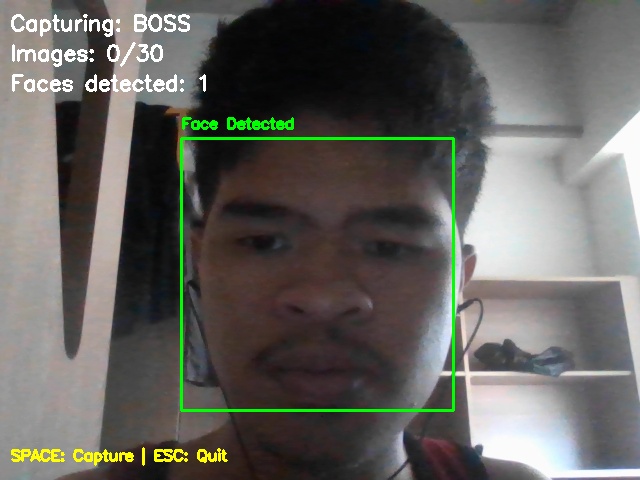 Capturing: BOSS
Images: 0/30
Faces detected: 1
Face Detected
SPACE: Capture | ESC: Quit